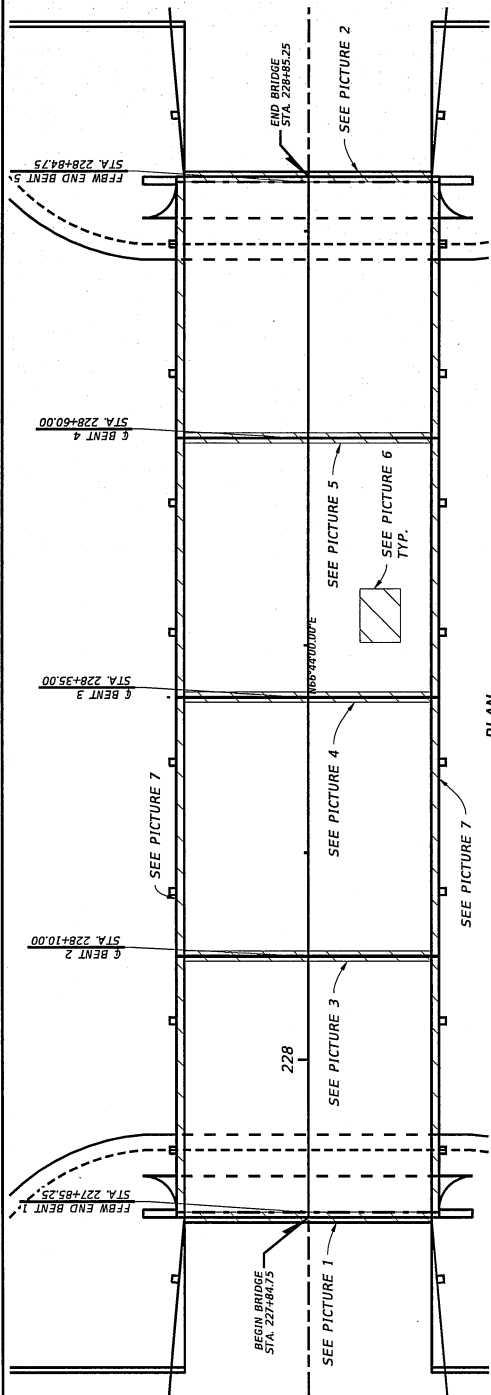 FFBW END BENT 5
STA. 228+84.75
END BRIDGE
STA. 228+85.25
SEE PICTURE 2
₵ BENT 4
STA. 228+60.00
SEE PICTURE 5
SEE PICTURE 6
TYP.
N66°44'00.00"E
₵ BENT 3
STA. 228+35.00
SEE PICTURE 4
PLAN
SEE PICTURE 7
SEE PICTURE 7
₵ BENT 2
STA. 228+10.00
SEE PICTURE 3
228
FFBW END BENT 1
STA. 227+85.25
BEGIN BRIDGE
STA. 227+84.75
SEE PICTURE 1